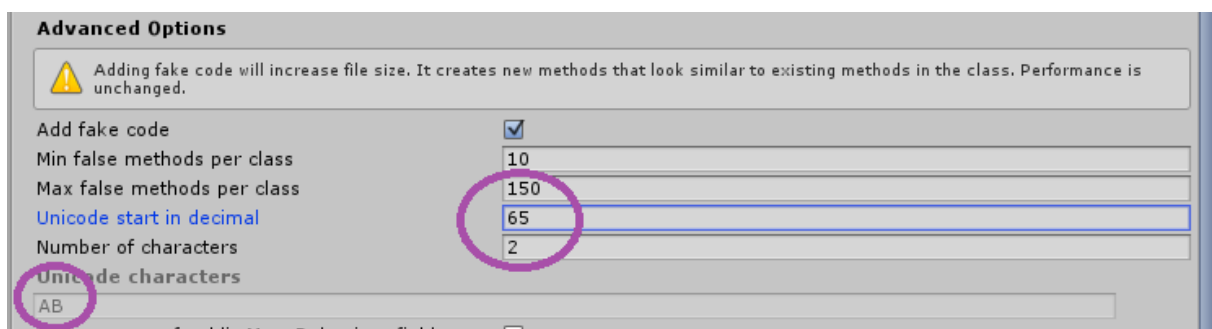 Advanced Options
Adding fake code will increase file size. It creates new methods that look similar to existing methods in the class. Performance is
unchanged.
Add fake code
Min false methods per class 10
Max false methods per class 150
Unicode start in decimal 65
Number of characters 2
Unicode characters
AB